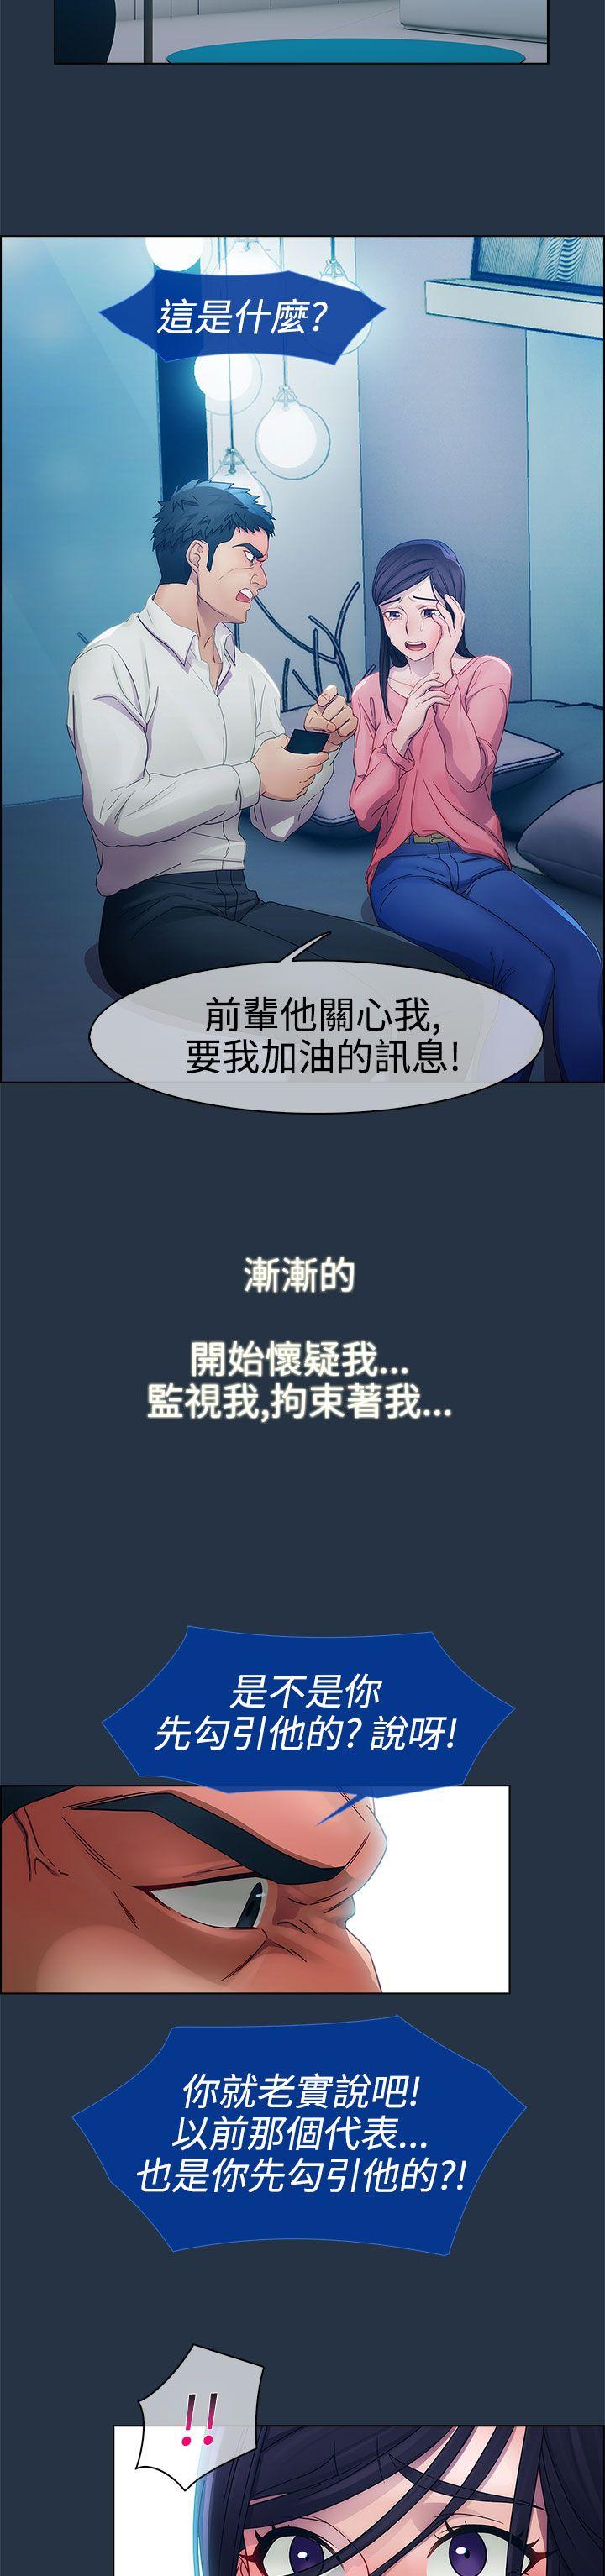 這是什麼?
前輩他關心我,
要我加油的訊息!
漸漸的
開始懷疑我...
監視我,拘束著我...
是不是你
先勾引他的? 說呀!
你就老實說吧!
以前那個代表...
也是你先勾引他的?!
!!